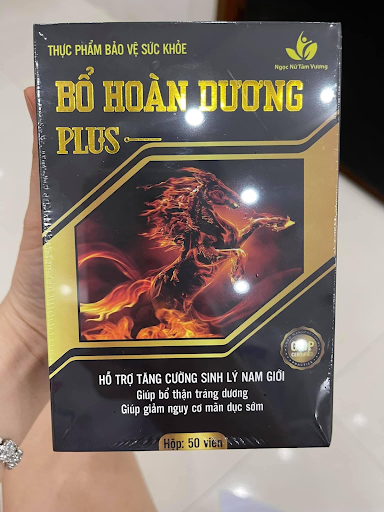 THỰC PHẨM BẢO VỆ SỨC KHỎE
Ngọc Nữ Tâm Vương
BỔ HOÀN DƯƠNG
PLUS
GMP
HỖ TRỢ TĂNG CƯỜNG SINH LÝ NAM GIỚI
Giúp bổ thận tráng dương
Giúp giảm nguy cơ mãn dục sớm
Hộp: 50 viên